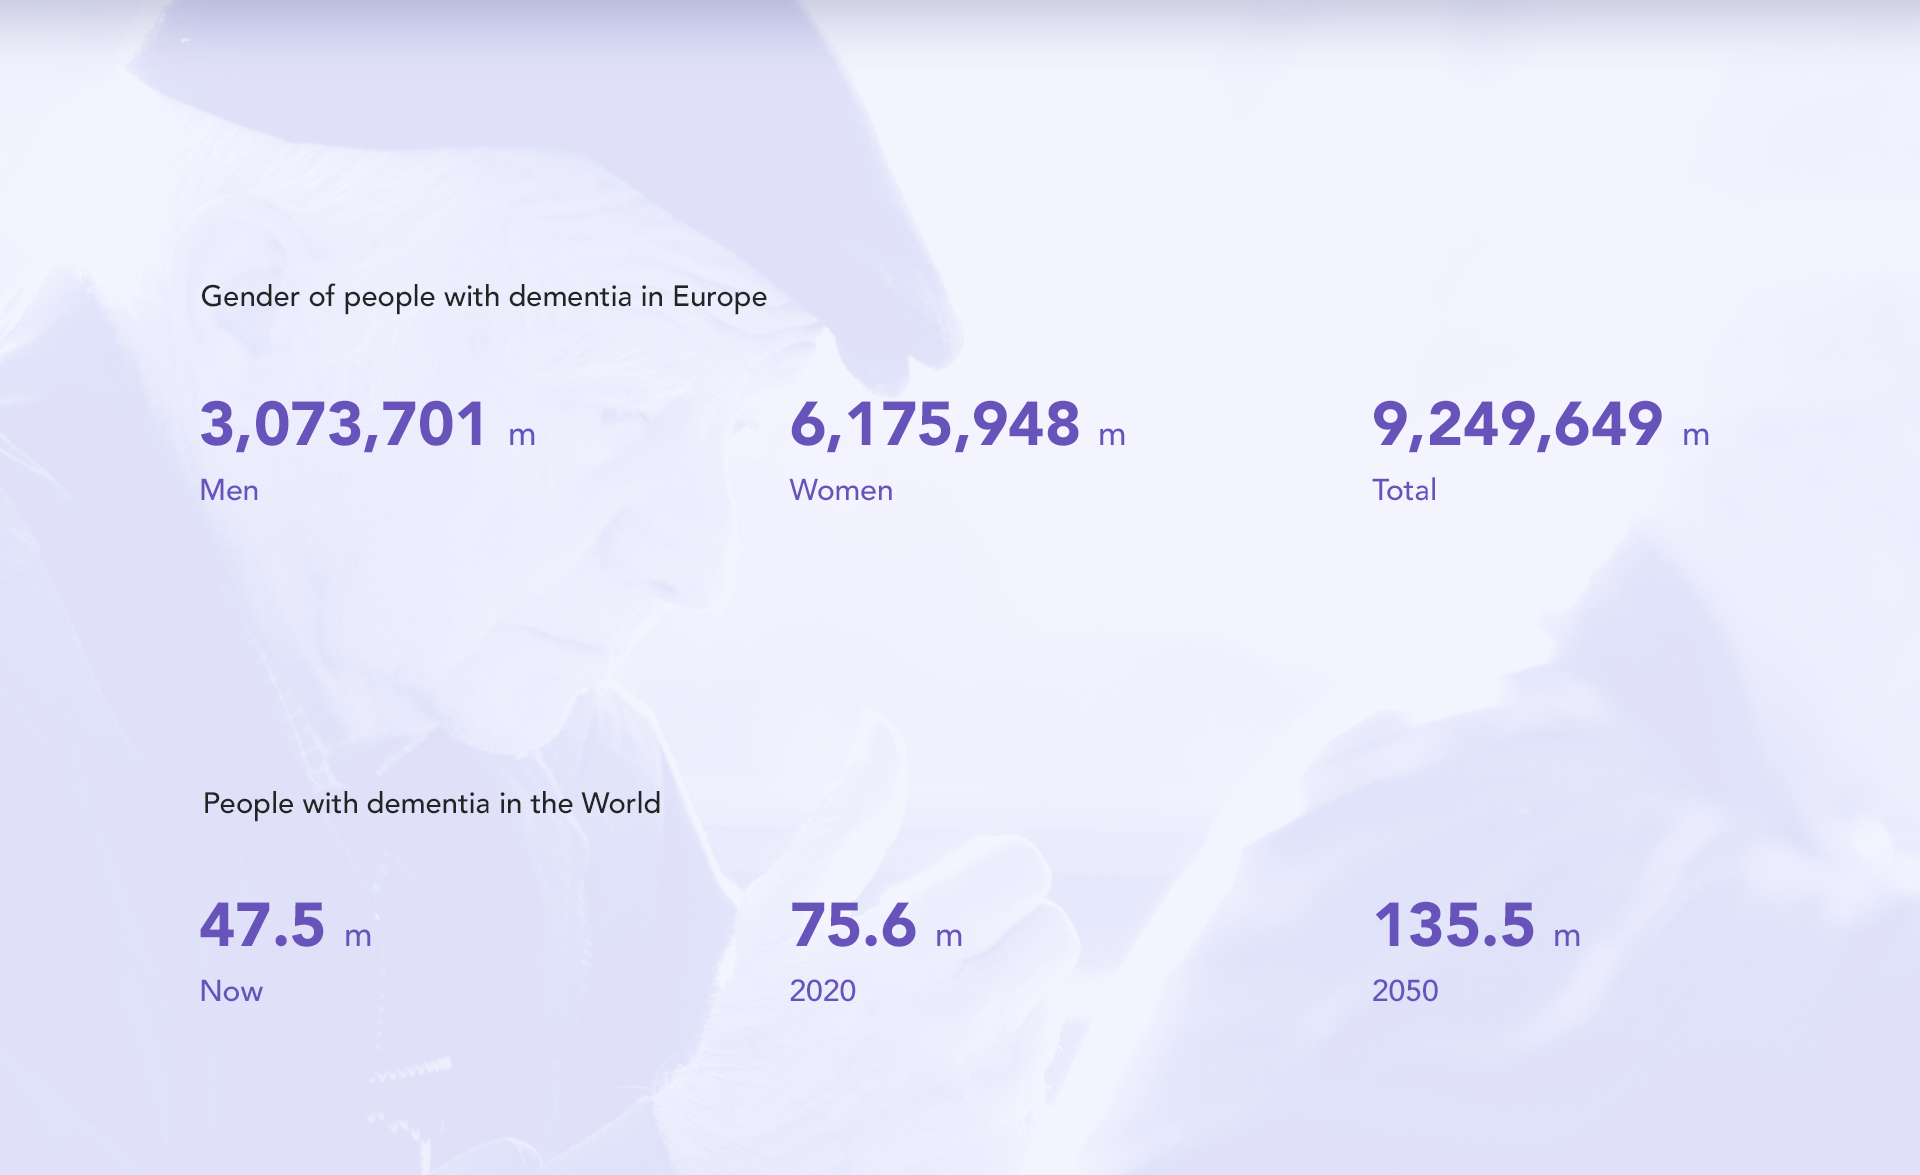 Gender of people with dementia in Europe
3,073,701 m 6,175,948 m 9,249,649 m
Men Women Total
People with dementia in the World
47.5 m 75.6 m 135.5 m
Now 2020 2050